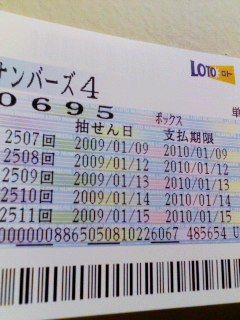 LOTO ロト
ナンバーズ4
0695
ボックス 単
抽せん日 支払期限
2507回 2009/01/09 2010/01/09
2508回 2009/01/12 2010/01/12
2509回 2009/01/13 2010/01/13
2510回 2009/01/14 2010/01/14
2511回 2009/01/15 2010/01/15
00000008865050810226067 485654 U